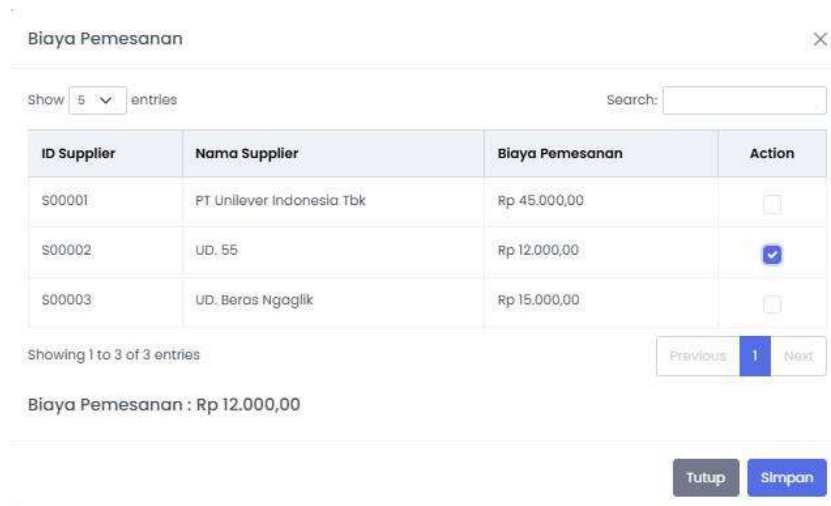 Biaya Pemesanan
Show 5 entries Search:
ID Supplier Nama Supplier Biaya Pemesanan Action
S00001 PT Unilever Indonesia Tbk Rp 45.000,00
S00002 UD. 55 Rp 12.000,00
S00003 UD. Beras Ngaglik Rp 15.000,00
Showing 1 to 3 of 3 entries Previous 1 Next
Biaya Pemesanan : Rp 12.000,00
Tutup Simpan